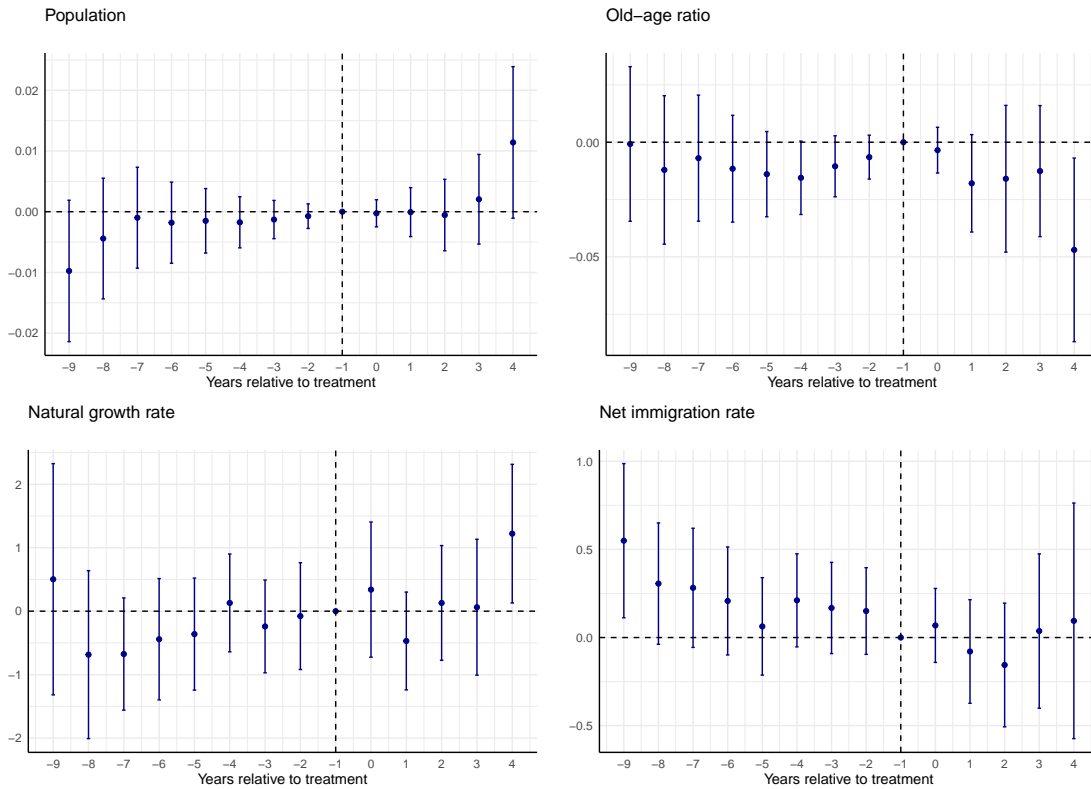 Population
0.02
0.01
0.00
−0.01
−0.02
−9 −8 −7 −6 −5 −4 −3 −2 −1 0 1 2 3 4
Years relative to treatment
Old−age ratio
0.00
−0.05
−9 −8 −7 −6 −5 −4 −3 −2 −1 0 1 2 3 4
Years relative to treatment
Natural growth rate
2
1
0
−1
−2
−9 −8 −7 −6 −5 −4 −3 −2 −1 0 1 2 3 4
Years relative to treatment
Net immigration rate
1.0
0.5
0.0
−0.5
−9 −8 −7 −6 −5 −4 −3 −2 −1 0 1 2 3 4
Years relative to treatment